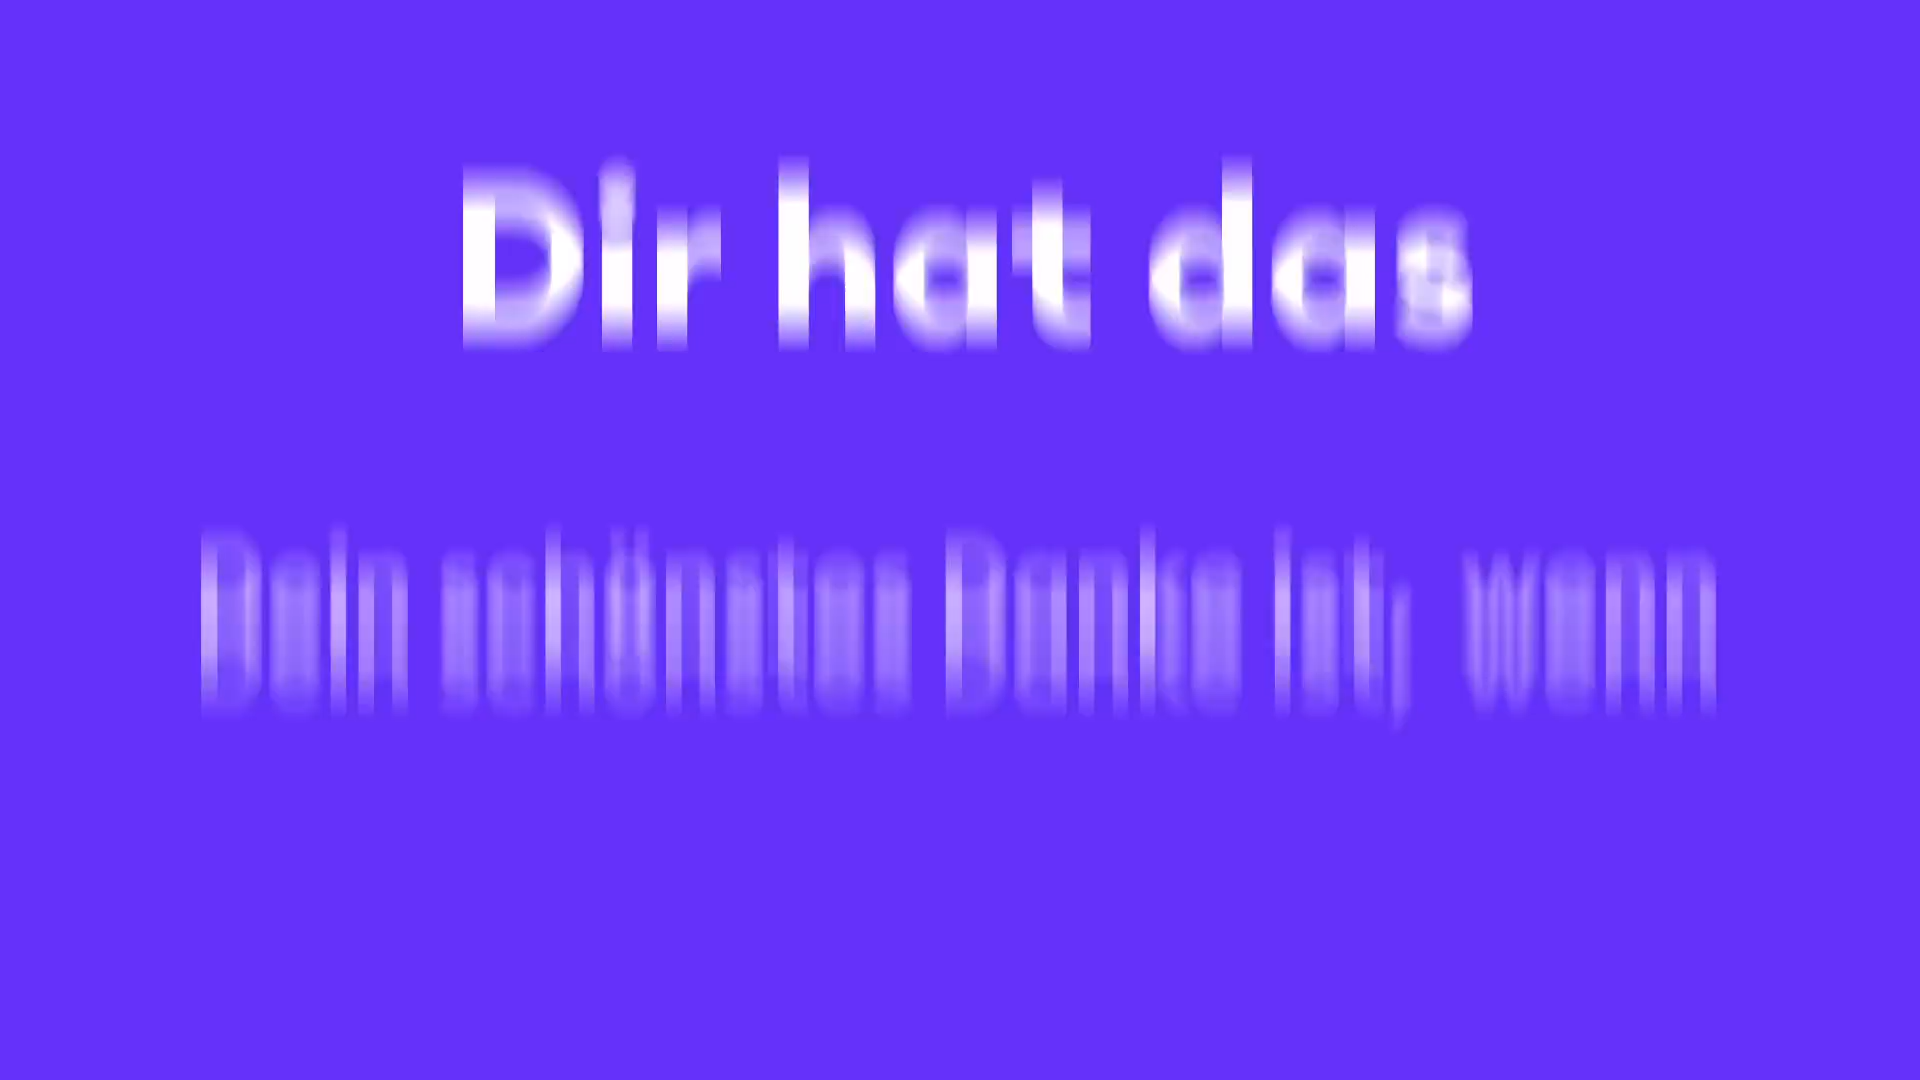 Dir hat das
Dein schönstes Danke ist, wenn